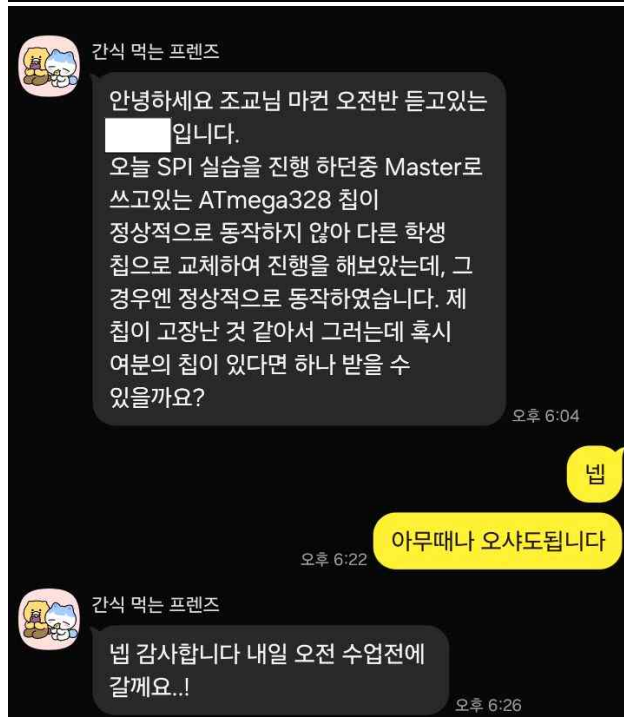 간식 먹는 프렌즈
안녕하세요 조교님 마컨 오전반 듣고있는
입니다.
오늘 SPI 실습을 진행 하던중 Master로
쓰고있는 ATmega328 칩이
정상적으로 동작하지 않아 다른 학생
칩으로 교체하여 진행을 해보았는데, 그
경우엔 정상적으로 동작하였습니다. 제
칩이 고장난 것 같아서 그러는데 혹시
여분의 칩이 있다면 하나 받을 수
있을까요?
오후 6:04
넵
아무때나 오샤도됩니다
오후 6:22
간식 먹는 프렌즈
넵 감사합니다 내일 오전 수업전에
갈께요..!
오후 6:26